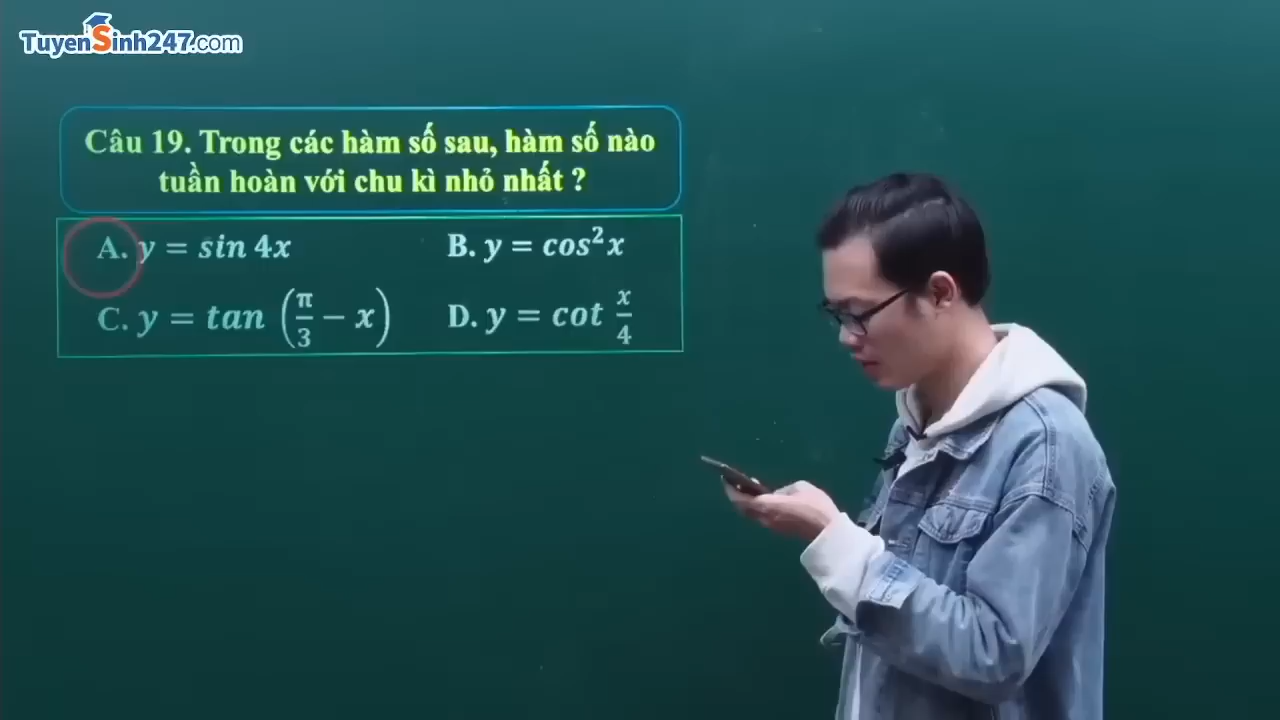 TuyenSinh247.com
Câu 19. Trong các hàm số sau, hàm số nào
tuần hoàn với chu kì nhỏ nhất ?
A. y = sin 4x B. y = cos²x
C. y = tan (π/3 − x) D. y = cot x/4